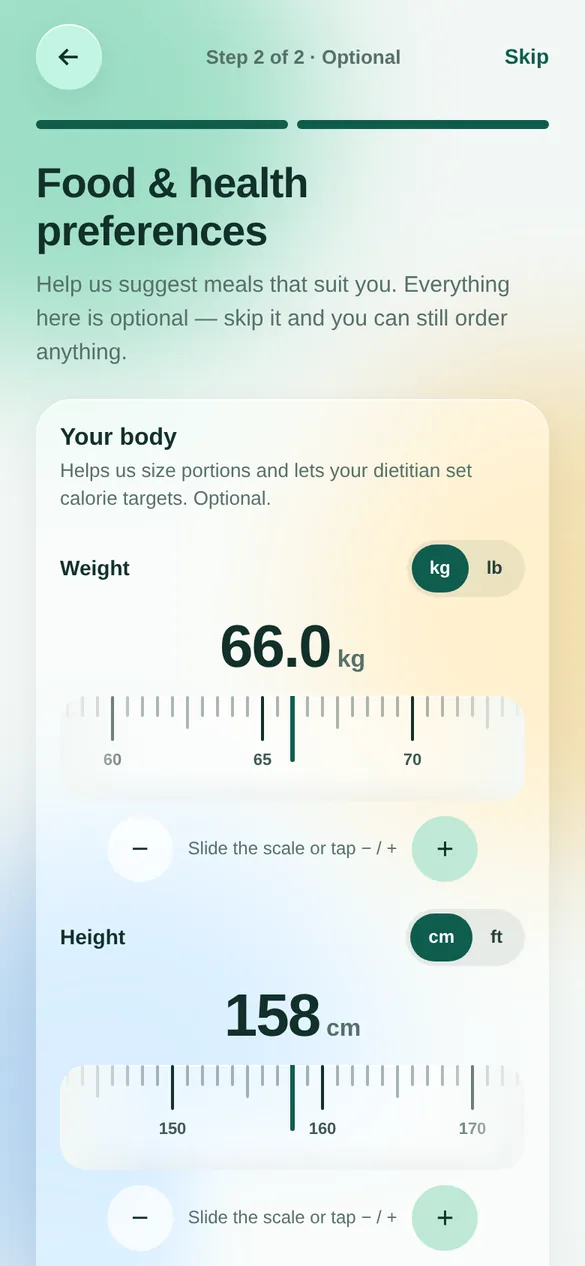 Step 2 of 2 · Optional
Skip
Food & health
preferences
Help us suggest meals that suit you. Everything
here is optional — skip it and you can still order
anything.
Your body
Helps us size portions and lets your dietitian set
calorie targets. Optional.
Weight
kg lb
66.0 kg
60 65 70
− Slide the scale or tap − / + +
Height
cm ft
158 cm
150 160 170
− Slide the scale or tap − / + +